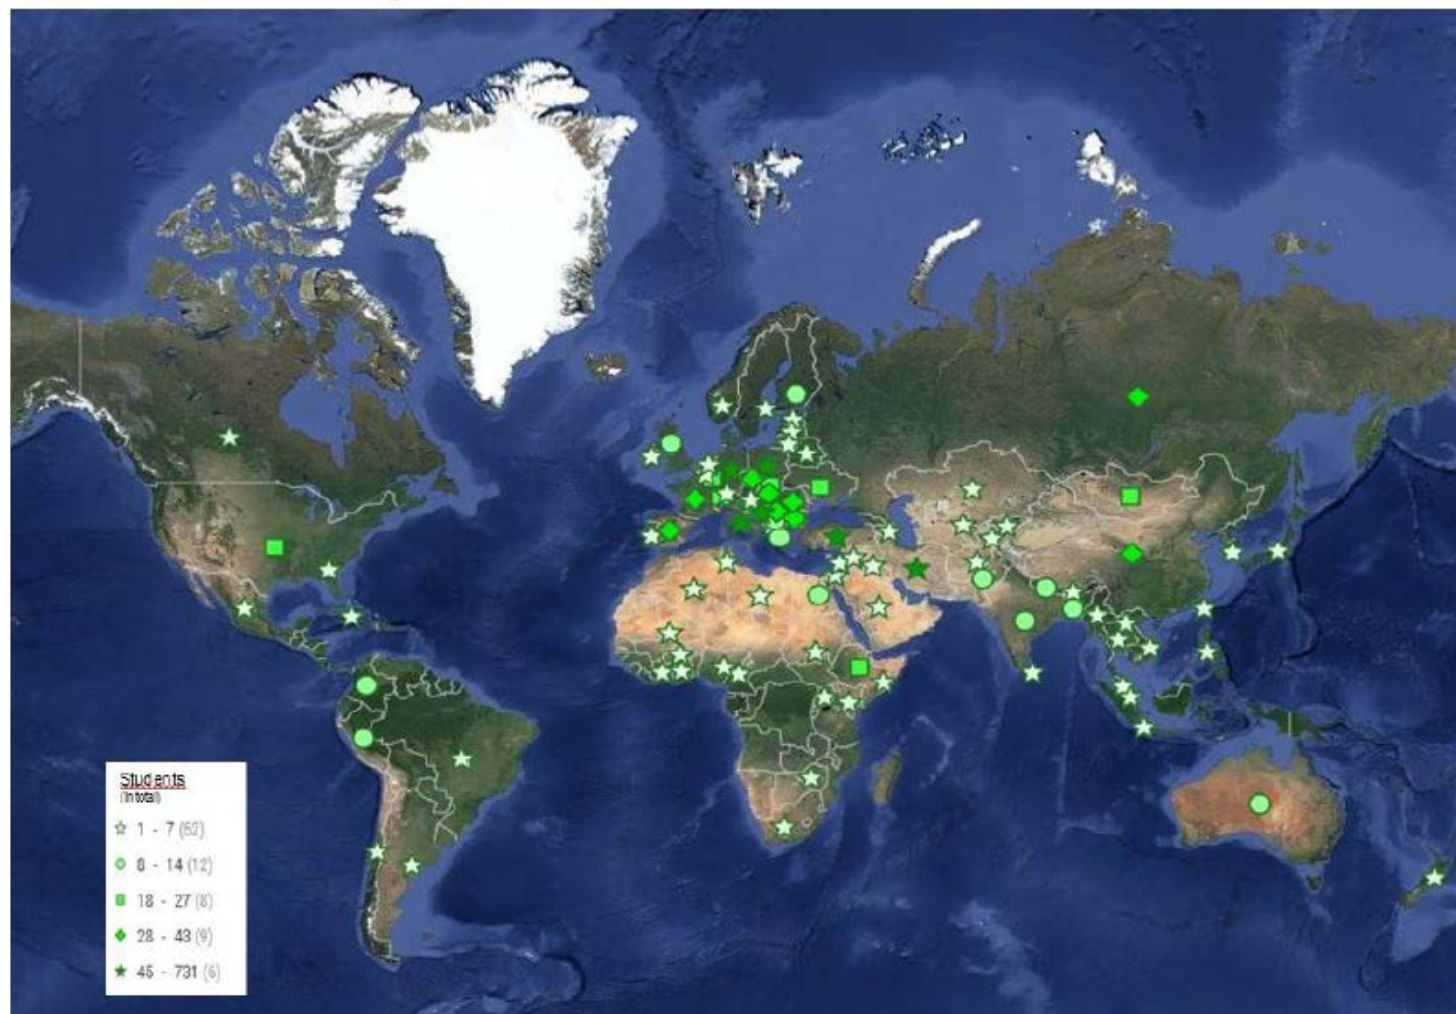 Students
(in total)
1 - 7 (62)
8 - 14 (12)
18 - 27 (8)
28 - 43 (9)
45 - 731 (6)